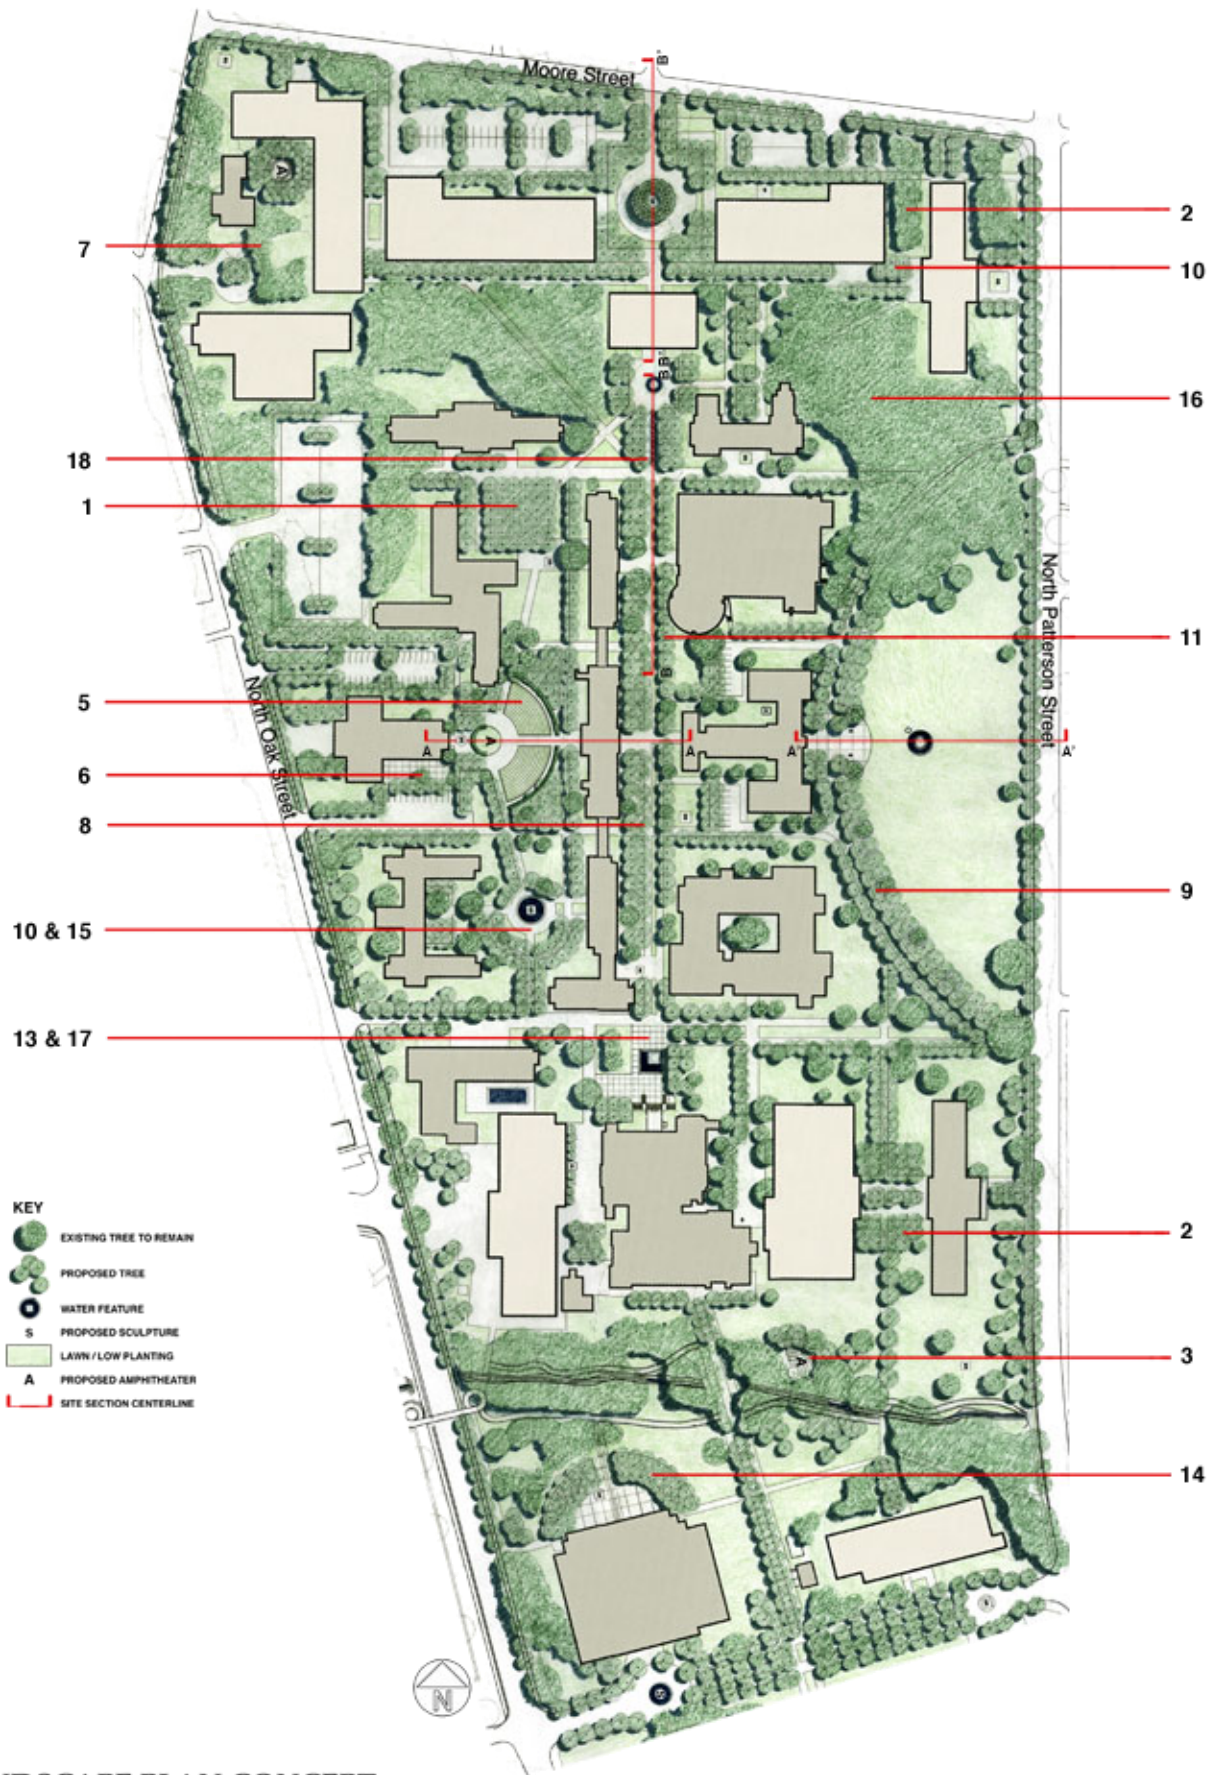 Moore Street
B'
A
2
7
10
B'
B'
16
18
1
North Patterson Street
11
B
5
North Oak Street
A
A
A
A'
A'
6
8
9
10 & 15
13 & 17
KEY
EXISTING TREE TO REMAIN
PROPOSED TREE
WATER FEATURE
S PROPOSED SCULPTURE
LAWN / LOW PLANTING
A PROPOSED AMPHITHEATER
SITE SECTION CENTERLINE
2
A
3
14
N